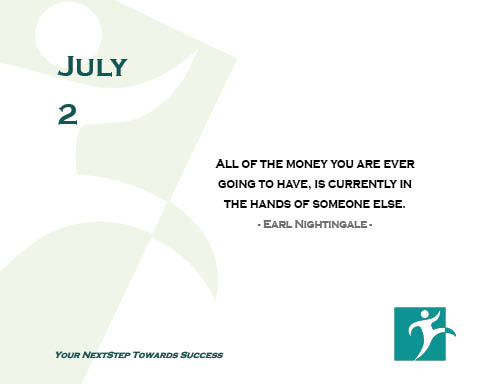 July
2
All of the money you are ever
going to have, is currently in
the hands of someone else.
- Earl Nightingale -
Your NextStep Towards Success